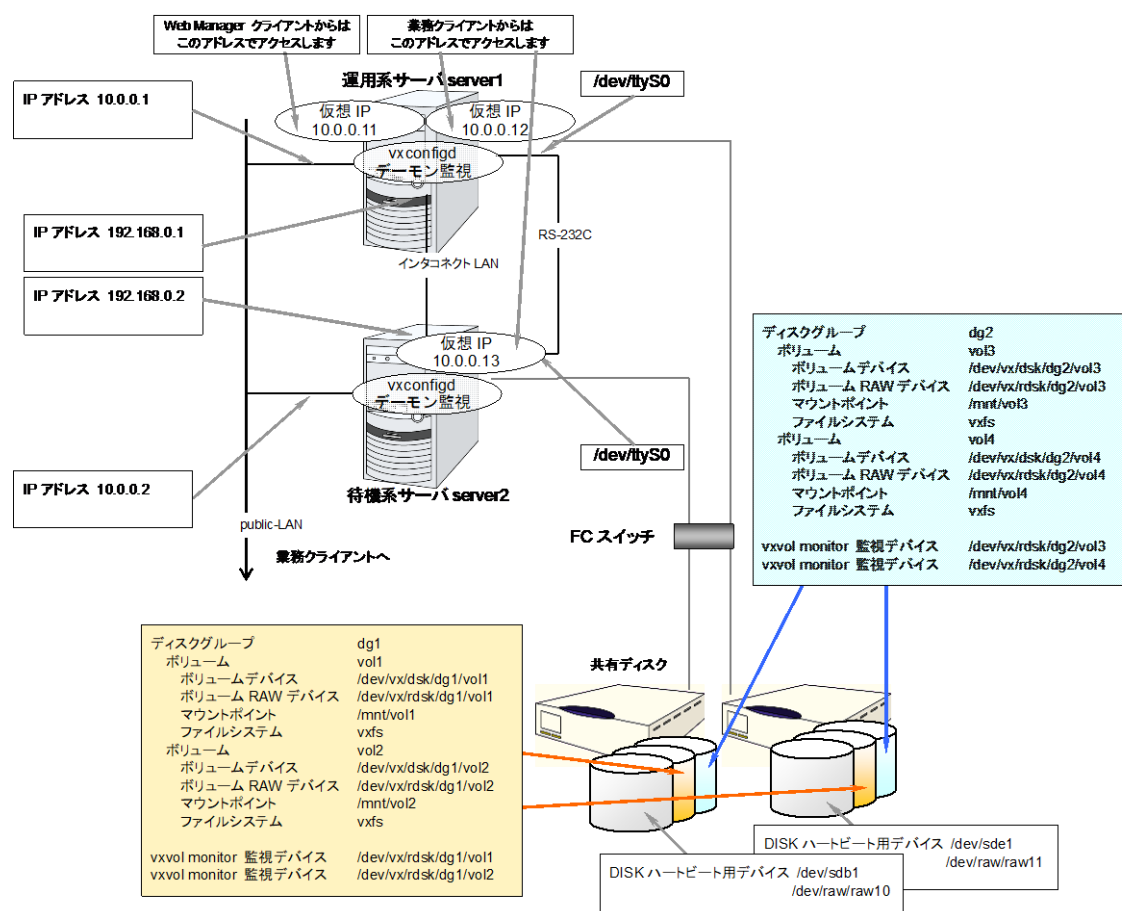 Web Manager クライアントからは
このアドレスでアクセスします
業務クライアントからは
このアドレスでアクセスします
運用系サーバ server1
/dev/ttyS0
IP アドレス 10.0.0.1
仮想 IP
10.0.0.11
仮想 IP
10.0.0.12
vxconfigd
デーモン監視
IP アドレス 192.168.0.1
RS-232C
インタコネクト LAN
IP アドレス 192.168.0.2
仮想 IP
10.0.0.13
vxconfigd
デーモン監視
/dev/ttyS0
IP アドレス 10.0.0.2
待機系サーバ server2
public-LAN
業務クライアントへ
FC スイッチ
ディスクグループ dg2
ボリューム vol3
ボリュームデバイス /dev/vx/dsk/dg2/vol3
ボリューム RAW デバイス /dev/vx/rdsk/dg2/vol3
マウントポイント /mnt/vol3
ファイルシステム vxfs
ボリューム vol4
ボリュームデバイス /dev/vx/dsk/dg2/vol4
ボリューム RAW デバイス /dev/vx/rdsk/dg2/vol4
マウントポイント /mnt/vol4
ファイルシステム vxfs
vxvol monitor 監視デバイス /dev/vx/rdsk/dg2/vol3
vxvol monitor 監視デバイス /dev/vx/rdsk/dg2/vol4
ディスクグループ dg1
ボリューム vol1
ボリュームデバイス /dev/vx/dsk/dg1/vol1
ボリューム RAW デバイス /dev/vx/rdsk/dg1/vol1
マウントポイント /mnt/vol1
ファイルシステム vxfs
ボリューム vol2
ボリュームデバイス /dev/vx/dsk/dg1/vol2
ボリューム RAW デバイス /dev/vx/rdsk/dg1/vol2
マウントポイント /mnt/vol2
ファイルシステム vxfs
vxvol monitor 監視デバイス /dev/vx/rdsk/dg1/vol1
vxvol monitor 監視デバイス /dev/vx/rdsk/dg1/vol2
共有ディスク
DISK ハートビート用デバイス /dev/sde1
/dev/raw/raw11
DISK ハートビート用デバイス /dev/sdb1
/dev/raw/raw10